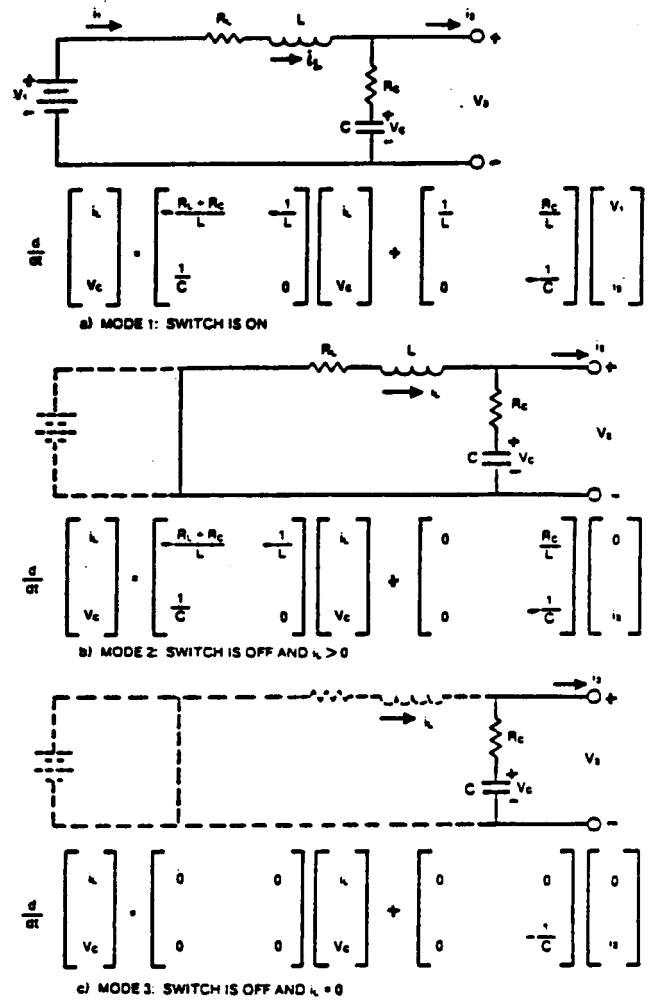 i₁ R_L L i₂
+
i_L
R_C
+ V₁ - V₂
C + V_C -
-
d/dt [i_L V_C] = [-(R_L + R_C)/L -1/L 1/C 0] [i_L V_C] + [1/L R_C/L 0 -1/C] [V₁ i₂]
a) MODE 1: SWITCH IS ON
R_L L i₂
+
i_L
R_C
V₂
C + V_C -
-
d/dt [i_L V_C] = [-(R_L + R_C)/L -1/L 1/C 0] [i_L V_C] + [0 R_C/L 0 -1/C] [0 i₂]
b) MODE 2: SWITCH IS OFF AND i_L > 0
i₂
+
i_L
R_C
V₂
C + V_C -
-
d/dt [i_L V_C] = [0 0 0 0] [i_L V_C] + [0 0 0 -1/C] [0 i₂]
c) MODE 3: SWITCH IS OFF AND i_L = 0